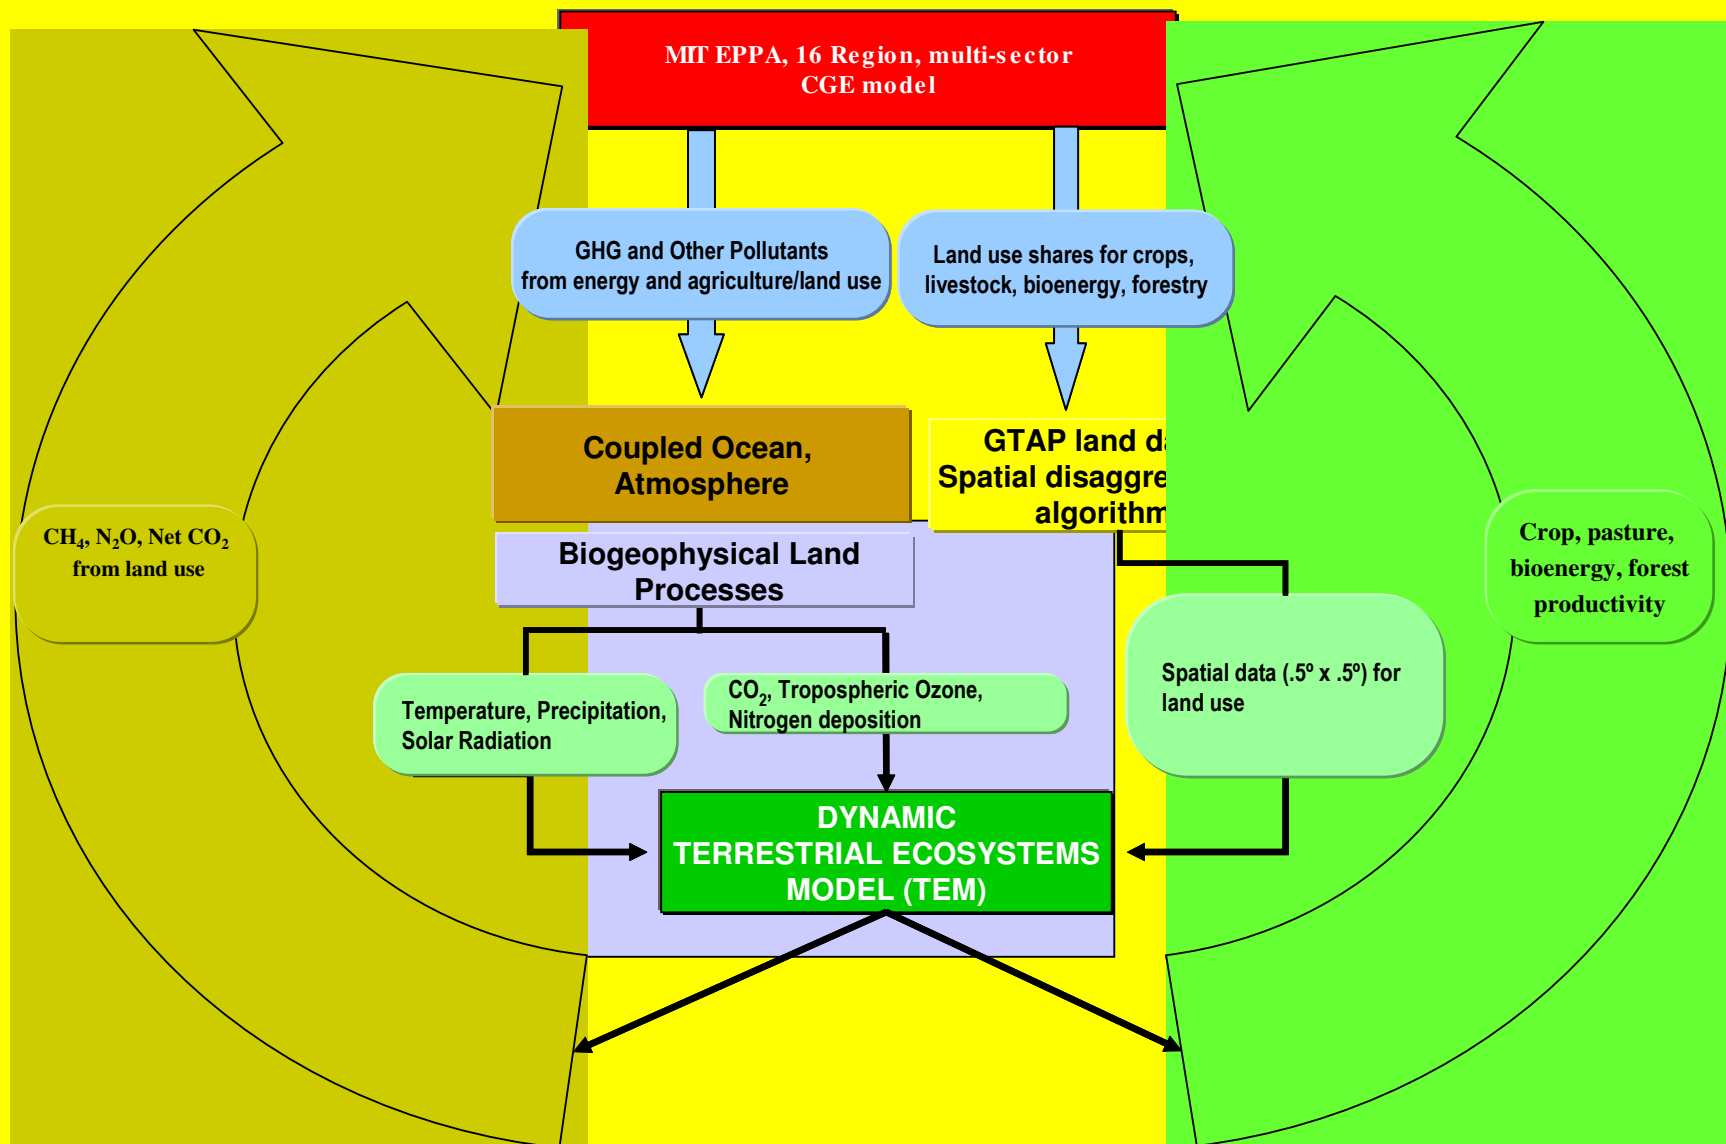 MIT EPPA, 16 Region, multi-sector
CGE model
GHG and Other Pollutants
from energy and agriculture/land use
Land use shares for crops,
livestock, bioenergy, forestry
Coupled Ocean,
Atmosphere
GTAP land
Spatial
algorithm
CH₄, N₂O, Net CO₂
from land use
Biogeophysical Land
Processes
Crop, pasture,
bioenergy, forest
productivity
Temperature, Precipitation,
Solar Radiation
CO₂, Tropospheric Ozone,
Nitrogen deposition
Spatial data (.5º x .5º) for
land use
DYNAMIC
TERRESTRIAL ECOSYSTEMS
MODEL (TEM)